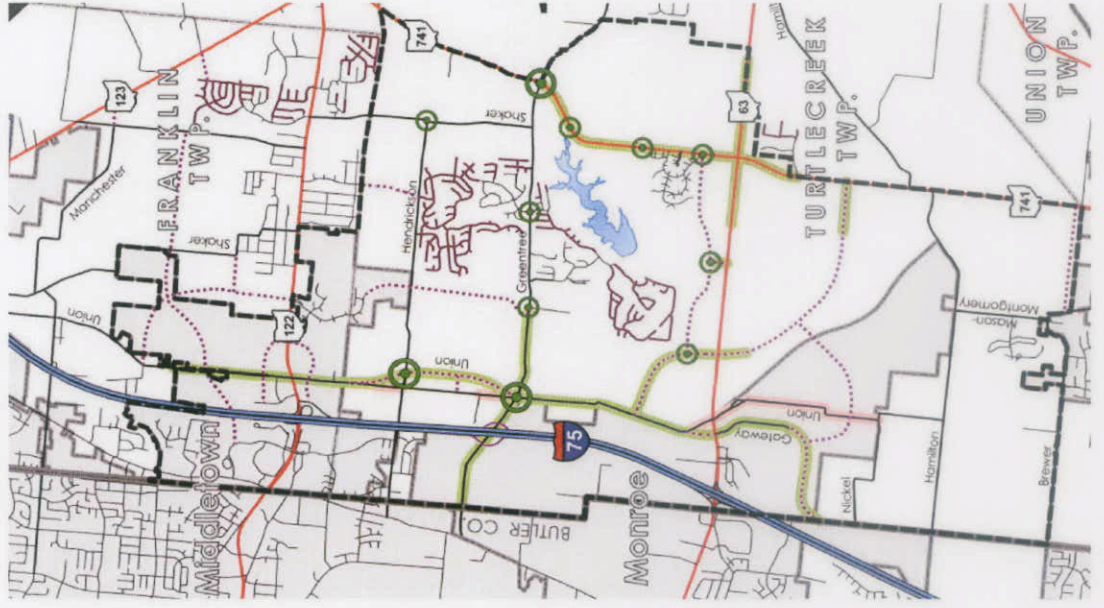 741
Hamil
UNION
TWP.
123
FRANKLIN
TWP.
Manchester
Shaker
63
TURTLECREEK
TWP.
Shaker
Hendrickson
Greentree
741
Union
122
Union
Mason-
Montgomery
Union
Gateway
75
Middletown
BUTLER CO.
Monroe
Nickel
Hamilton
Brewer